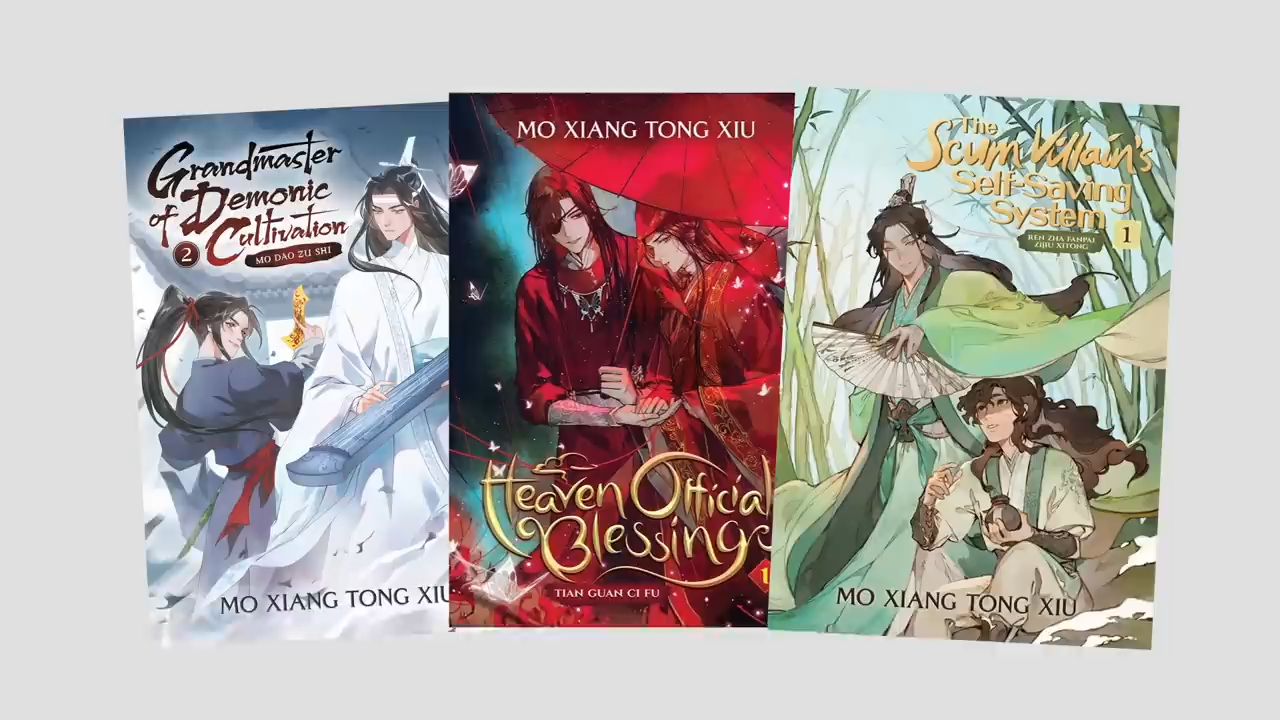 Grandmaster
of Demonic
Cultivation
2
MO DAO ZU SHI
MO XIANG TONG XIU
MO XIANG TONG XIU
Heaven Official
Blessing
TIAN GUAN CI FU
1
The
Scum Villain's
Self-Saving
System
REN ZHA FANPAI
ZIJIU XITONG
1
MO XIANG TONG XIU